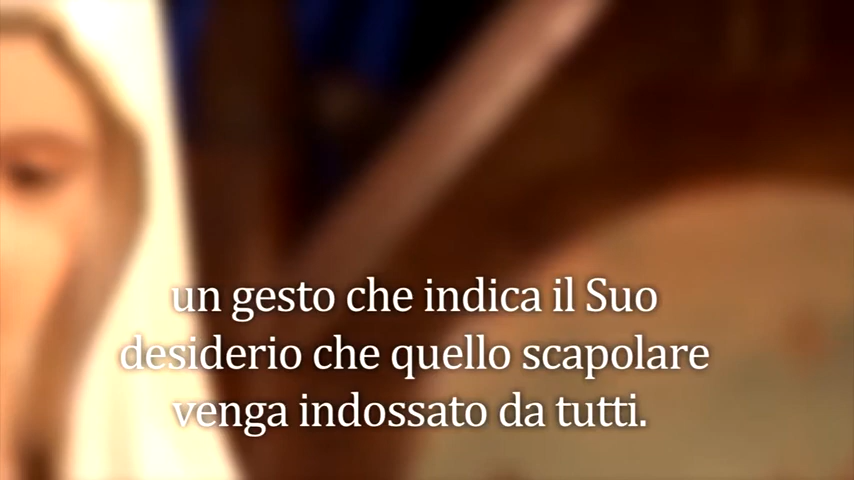 un gesto che indica il Suo
desiderio che quello scapolare
venga indossato da tutti.